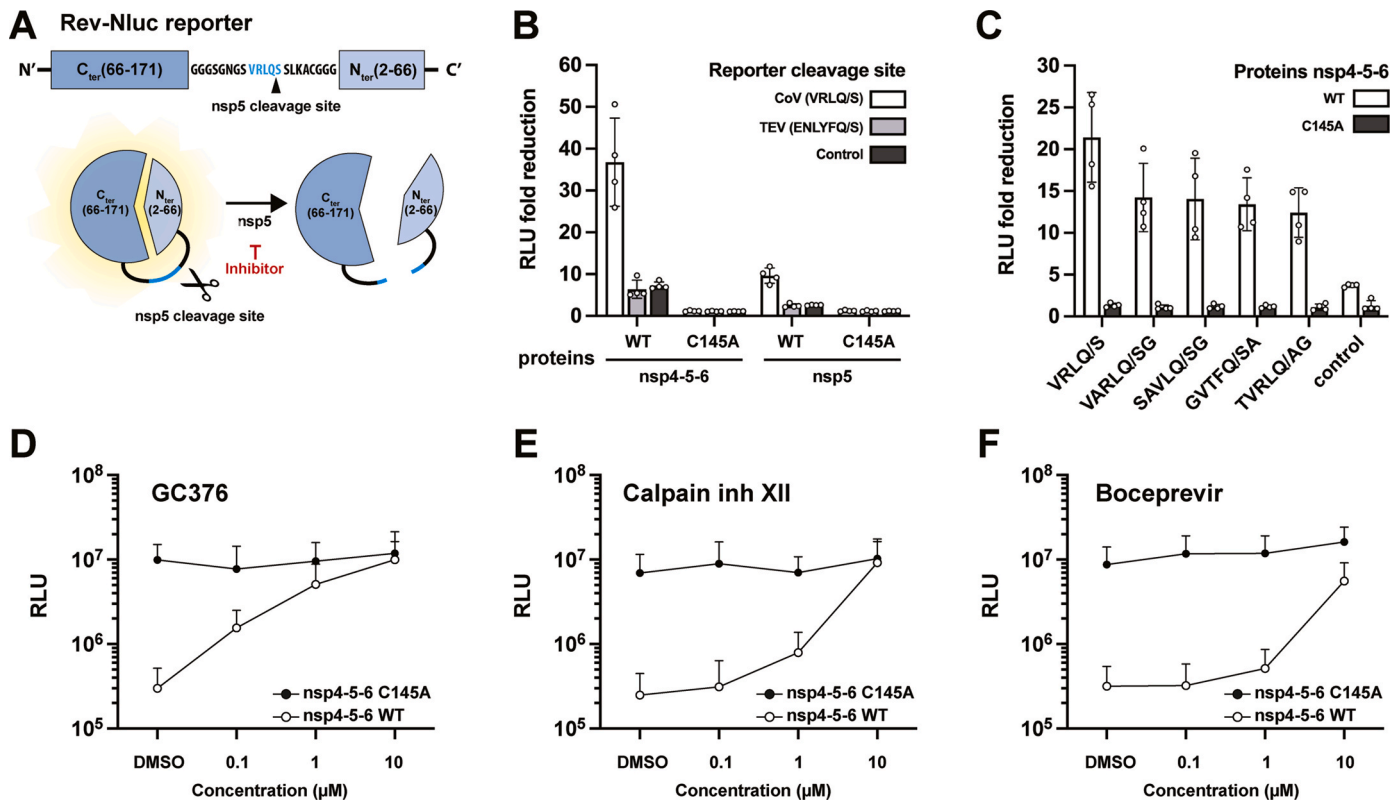 A
Rev-Nluc reporter
N′
Cter(66-171)
GGGSGNGS VRLQS SLKACGGG
Nter(2-66)
C′
nsp5 cleavage site
Cter
(66-171)
Nter
(2-66)
nsp5
Inhibitor
nsp5 cleavage site
Cter
(66-171)
Nter
(2-66)
B
RLU fold reduction
60
50
40
30
20
10
0
Reporter cleavage site
CoV (VRLQ/S)
TEV (ENLYFQ/S)
Control
WT C145A WT C145A
proteins
nsp4-5-6 nsp5
C
RLU fold reduction
30
25
20
15
10
5
0
Proteins nsp4-5-6
WT
C145A
VRLQ/S
VARLQ/SG
SAVLQ/SG
GVTFQ/SA
TVRLQ/AG
control
D
GC376
RLU
10⁸
10⁷
10⁶
10⁵
nsp4-5-6 C145A
nsp4-5-6 WT
DMSO 0.1 1 10
Concentration (µM)
E
Calpain inh XII
RLU
10⁸
10⁷
10⁶
10⁵
nsp4-5-6 C145A
nsp4-5-6 WT
DMSO 0.1 1 10
Concentration (µM)
F
Boceprevir
RLU
10⁸
10⁷
10⁶
10⁵
nsp4-5-6 C145A
nsp4-5-6 WT
DMSO 0.1 1 10
Concentration (µM)